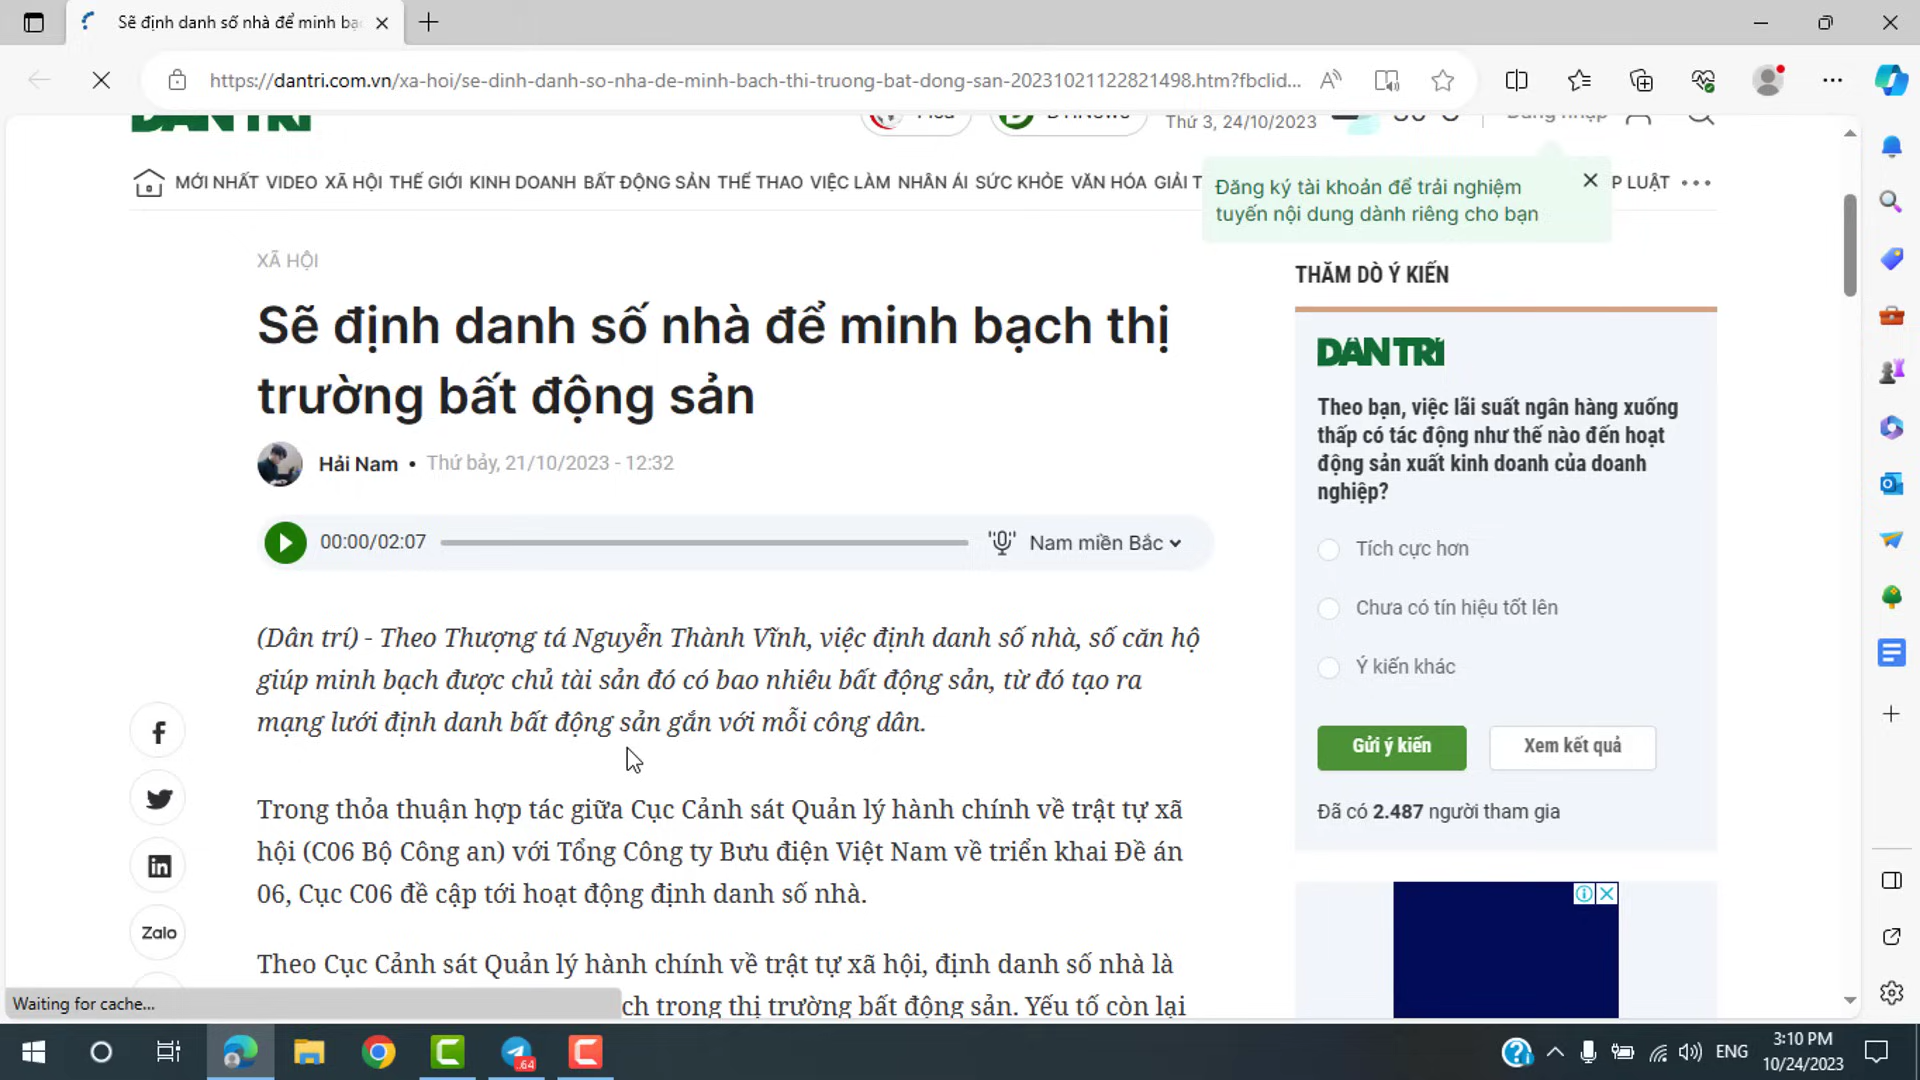 Sẽ định danh số nhà để minh bạ
https://dantri.com.vn/xa-hoi/se-dinh-danh-so-nha-de-minh-bach-thi-truong-bat-dong-san-20231021122821498.htm?fbclid...
DÂN TRÍ
DTiNews
Thứ 3, 24/10/2023
Đăng nhập
MỚI NHẤT VIDEO XÃ HỘI THẾ GIỚI KINH DOANH BẤT ĐỘNG SẢN THỂ THAO VIỆC LÀM NHÂN ÁI SỨC KHỎE VĂN HÓA GIẢI T
P LUẬT
Đăng ký tài khoản để trải nghiệm
tuyến nội dung dành riêng cho bạn
XÃ HỘI
Sẽ định danh số nhà để minh bạch thị
trường bất động sản
Hải Nam • Thứ bảy, 21/10/2023 - 12:32
00:00/02:07
Nam miền Bắc
(Dân trí) - Theo Thượng tá Nguyễn Thành Vĩnh, việc định danh số nhà, số căn hộ
giúp minh bạch được chủ tài sản đó có bao nhiêu bất động sản, từ đó tạo ra
mạng lưới định danh bất động sản gắn với mỗi công dân.
Trong thỏa thuận hợp tác giữa Cục Cảnh sát Quản lý hành chính về trật tự xã
hội (C06 Bộ Công an) với Tổng Công ty Bưu điện Việt Nam về triển khai Đề án
06, Cục C06 đề cập tới hoạt động định danh số nhà.
Theo Cục Cảnh sát Quản lý hành chính về trật tự xã hội, định danh số nhà là
ch trong thị trường bất động sản. Yếu tố còn lại
Zalo
THĂM DÒ Ý KIẾN
DÂN TRÍ
Theo bạn, việc lãi suất ngân hàng xuống
thấp có tác động như thế nào đến hoạt
động sản xuất kinh doanh của doanh
nghiệp?
Tích cực hơn
Chưa có tín hiệu tốt lên
Ý kiến khác
Gửi ý kiến
Xem kết quả
Đã có 2.487 người tham gia
Waiting for cache...
64
ENG
3:10 PM
10/24/2023